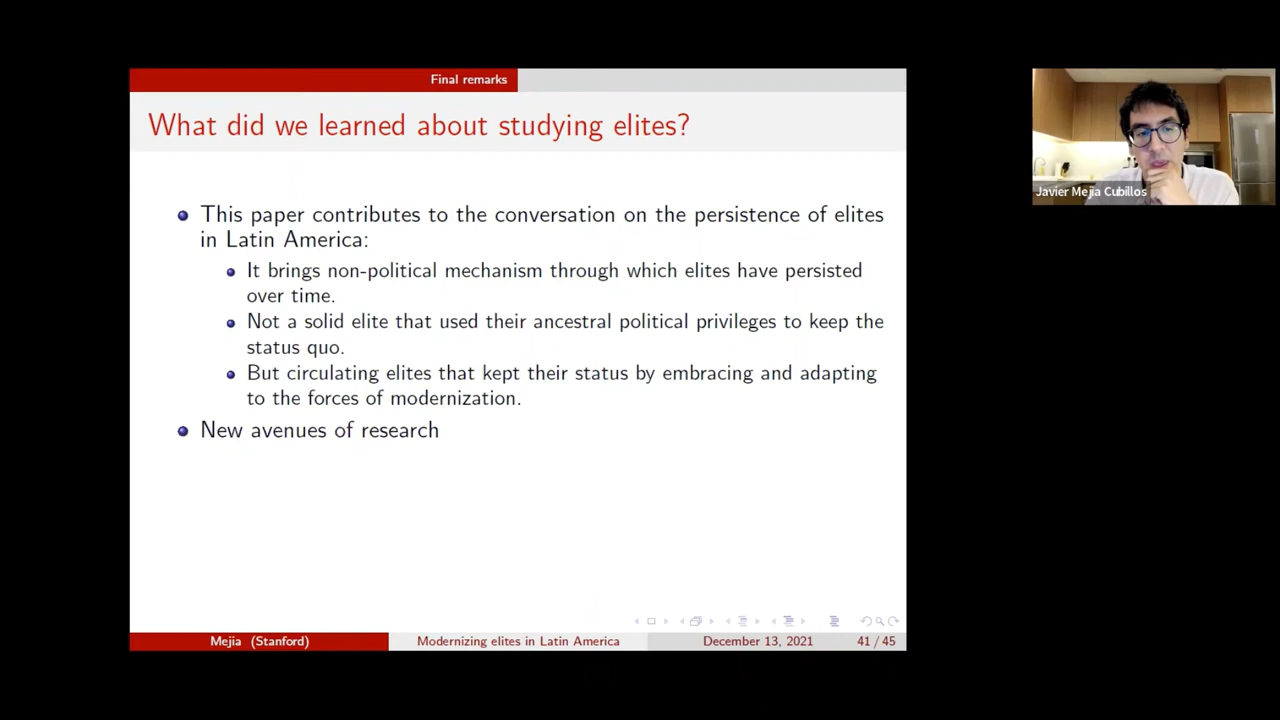 Final remarks
What did we learned about studying elites?
This paper contributes to the conversation on the persistence of elites
in Latin America:
It brings non-political mechanism through which elites have persisted
over time.
Not a solid elite that used their ancestral political privileges to keep the
status quo.
But circulating elites that kept their status by embracing and adapting
to the forces of modernization.
New avenues of research
Mejia (Stanford)
Modernizing elites in Latin America
December 13, 2021
41 / 45
Javier Mejia Cubillos